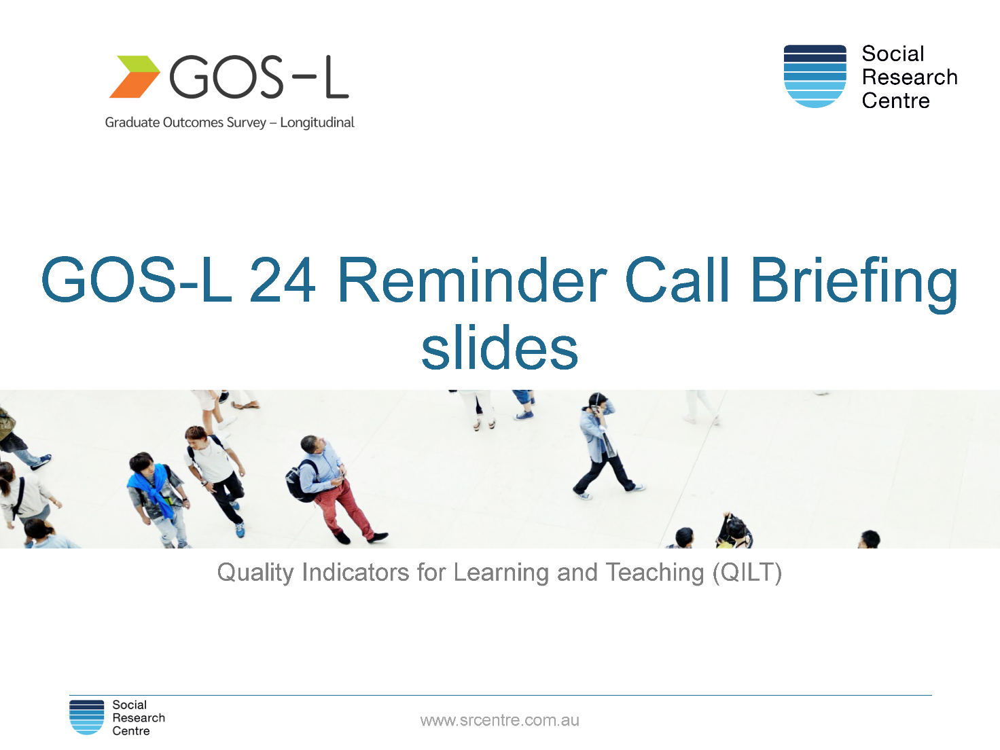 GOS-L
Graduate Outcomes Survey – Longitudinal
Social
Research
Centre
GOS-L 24 Reminder Call Briefing
slides
Quality Indicators for Learning and Teaching (QILT)
Social
Research
Centre
www.srcentre.com.au